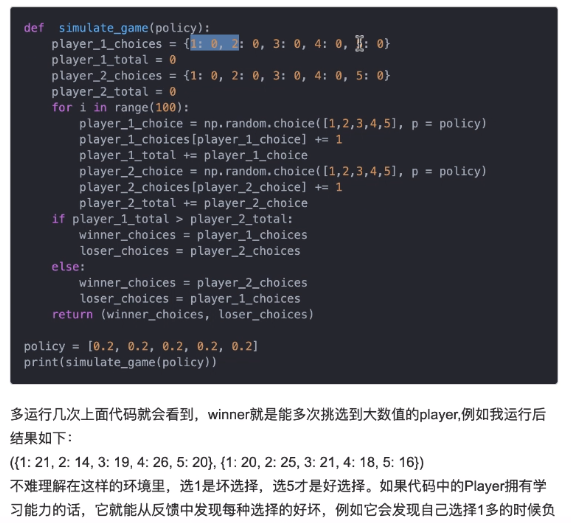 def simulate_game(policy):
player_1_choices = {1: 0, 2: 0, 3: 0, 4: 0, 5: 0}
player_1_total = 0
player_2_choices = {1: 0, 2: 0, 3: 0, 4: 0, 5: 0}
player_2_total = 0
for i in range(100):
player_1_choice = np.random.choice([1,2,3,4,5], p = policy)
player_1_choices[player_1_choice] += 1
player_1_total += player_1_choice
player_2_choice = np.random.choice([1,2,3,4,5], p = policy)
player_2_choices[player_2_choice] += 1
player_2_total += player_2_choice
if player_1_total > player_2_total:
winner_choices = player_1_choices
loser_choices = player_2_choices
else:
winner_choices = player_2_choices
loser_choices = player_1_choices
return (winner_choices, loser_choices)
policy = [0.2, 0.2, 0.2, 0.2, 0.2]
print(simulate_game(policy))
多运行几次上面代码就会看到，winner就是能多次挑选到大数值的player,例如我运行后
结果如下：
({1: 21, 2: 14, 3: 19, 4: 26, 5: 20}, {1: 20, 2: 25, 3: 21, 4: 18, 5: 16})
不难理解在这样的环境里，选1是坏选择，选5才是好选择。如果代码中的Player拥有学
习能力的话，它就能从反馈中发现每种选择的好坏，例如它会发现自己选择1多的时候负